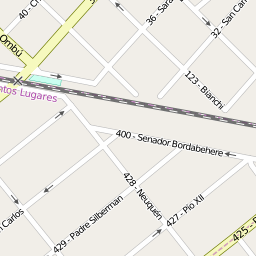 40 - C
36 - Sara
32 - San C
Ombú
123 - Bianchi
ntos Lugares
400 - Senador Bordabehere
428 - Neuquén
427 - Pío XII
429 - Padre Silberman
n Carlos
425 - R